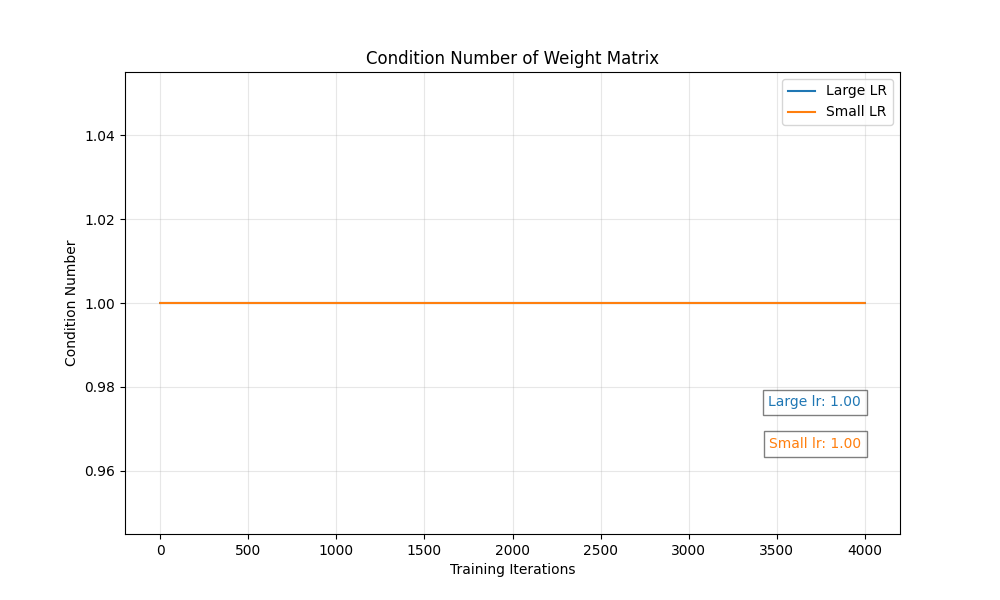 Condition Number of Weight Matrix
Large LR
Small LR
1.04
1.02
1.00
0.98
0.96
Condition Number
Large lr: 1.00
Small lr: 1.00
0 500 1000 1500 2000 2500 3000 3500 4000
Training Iterations